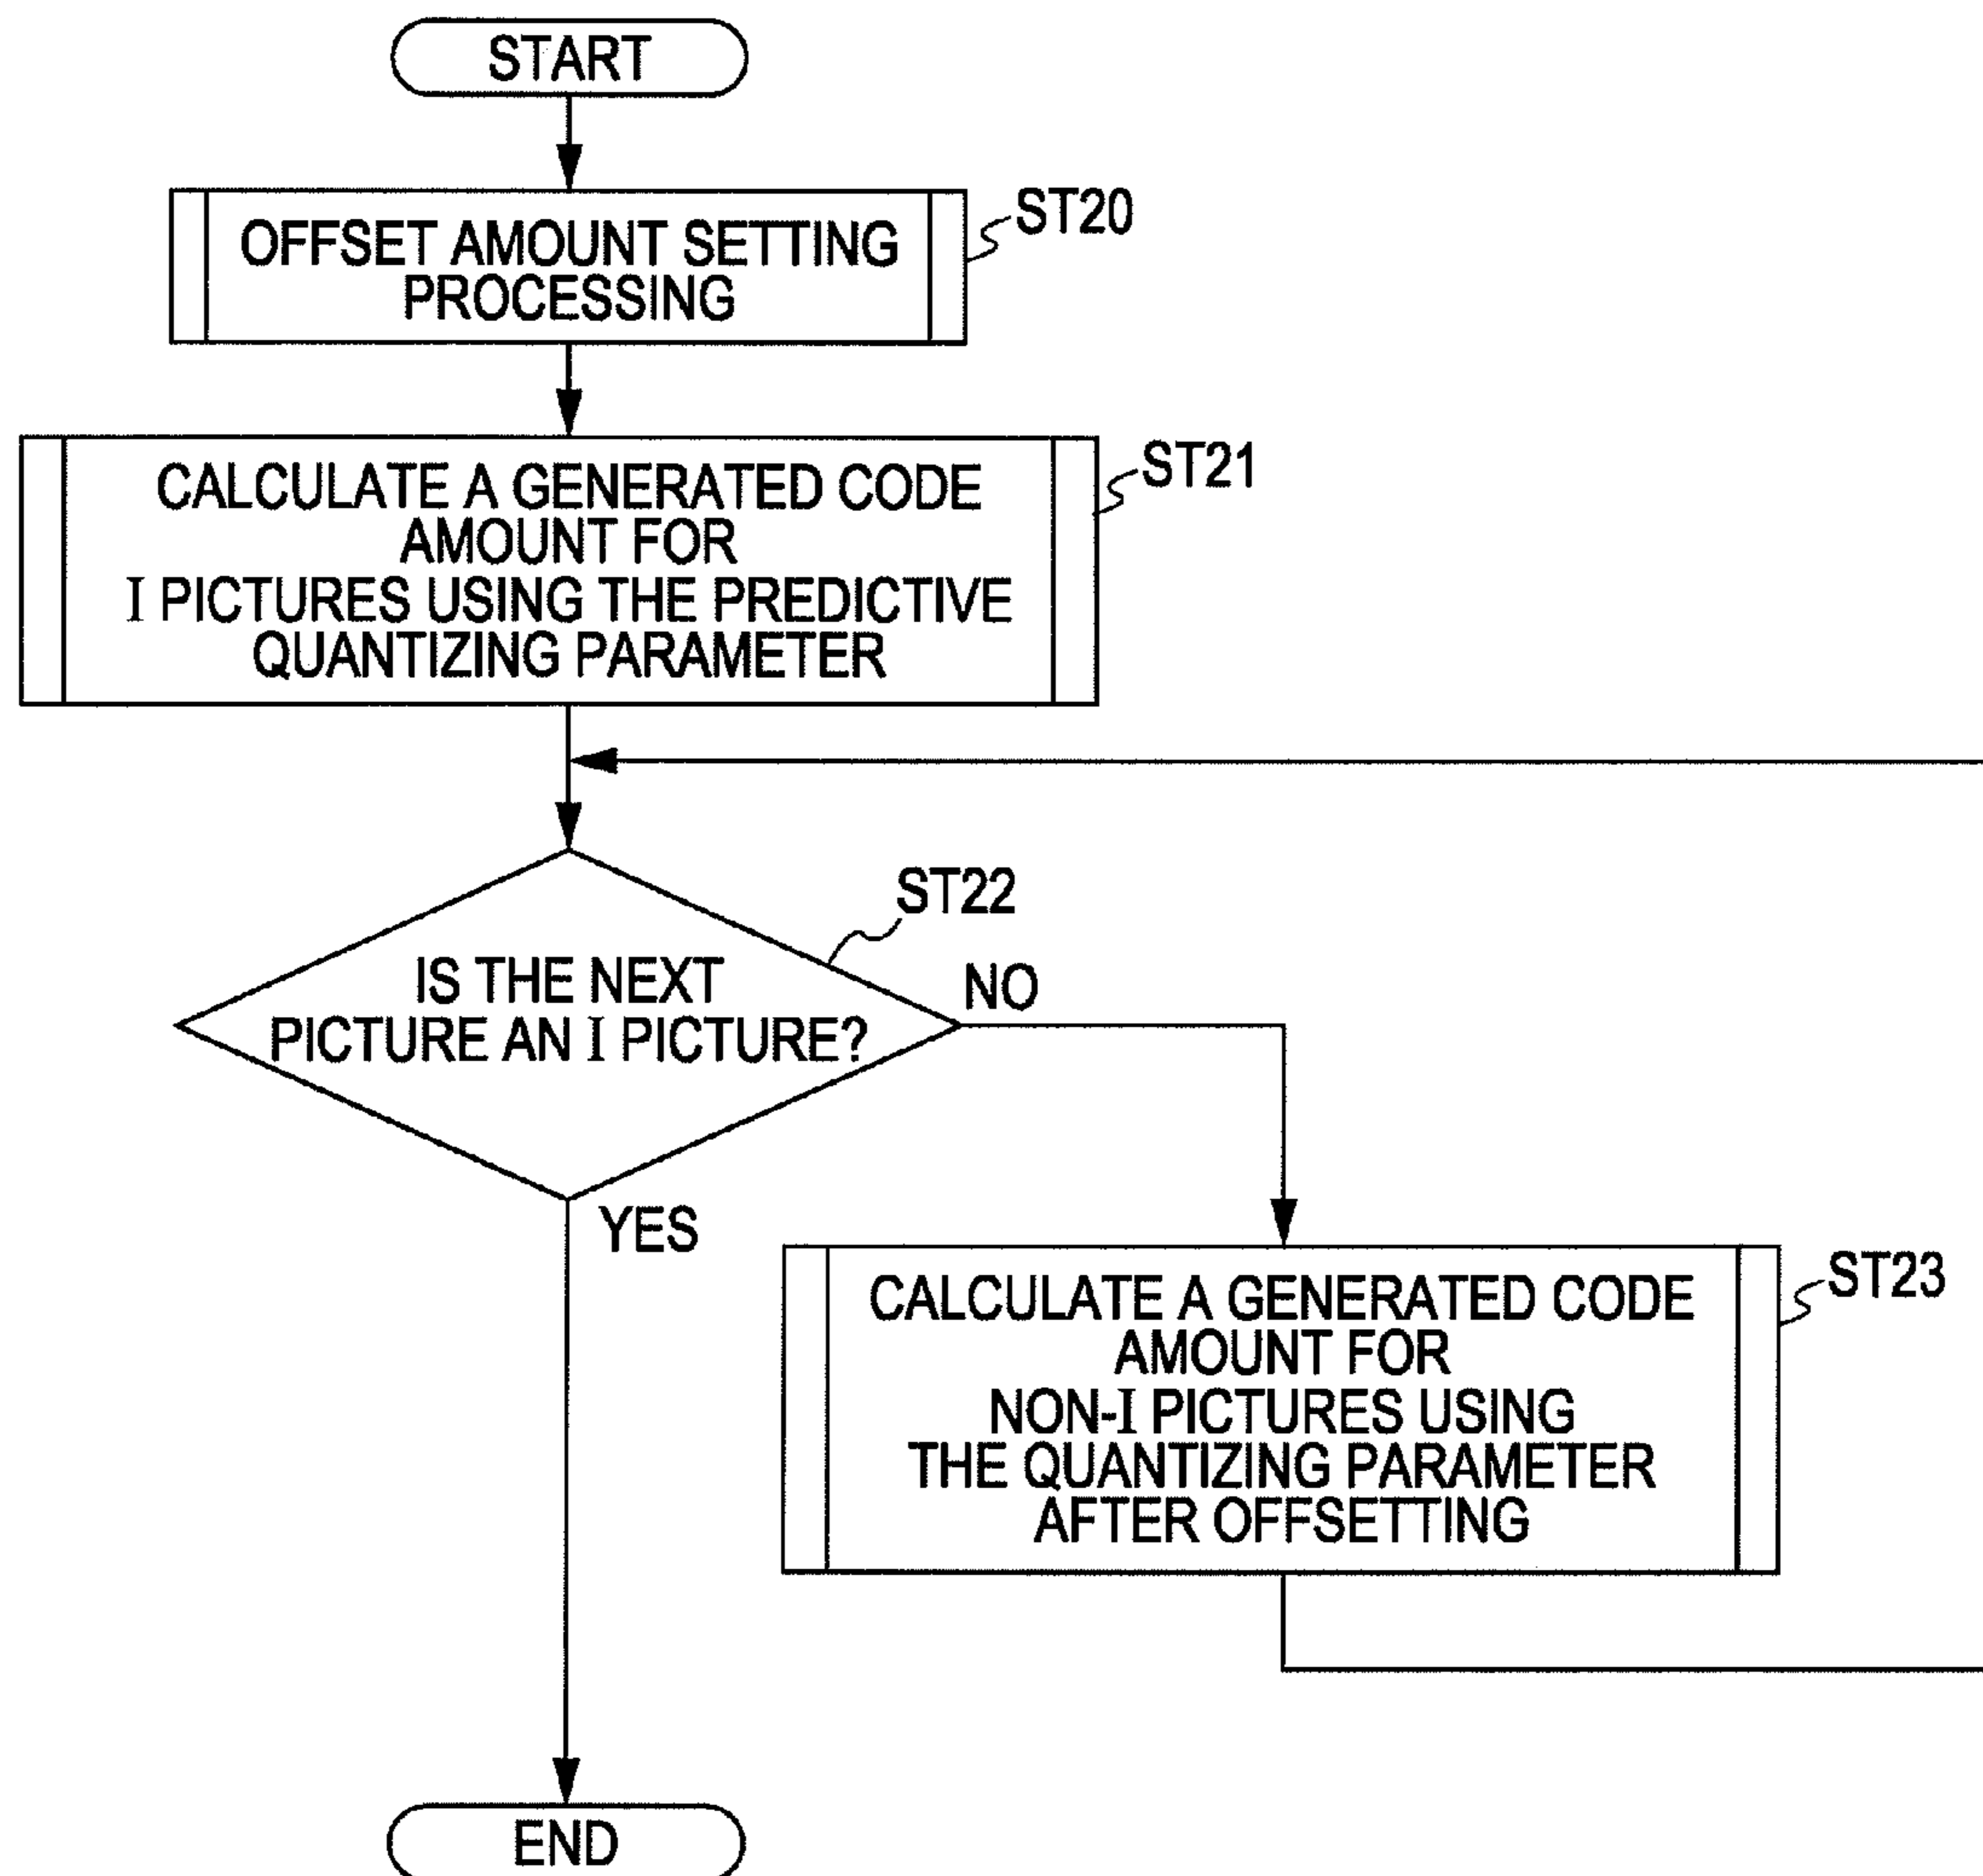 START
OFFSET AMOUNT SETTING
PROCESSING
ST20
CALCULATE A GENERATED CODE
AMOUNT FOR
I PICTURES USING THE PREDICTIVE
QUANTIZING PARAMETER
ST21
IS THE NEXT
PICTURE AN I PICTURE?
ST22
NO
YES
CALCULATE A GENERATED CODE
AMOUNT FOR
NON-I PICTURES USING
THE QUANTIZING PARAMETER
AFTER OFFSETTING
ST23
END